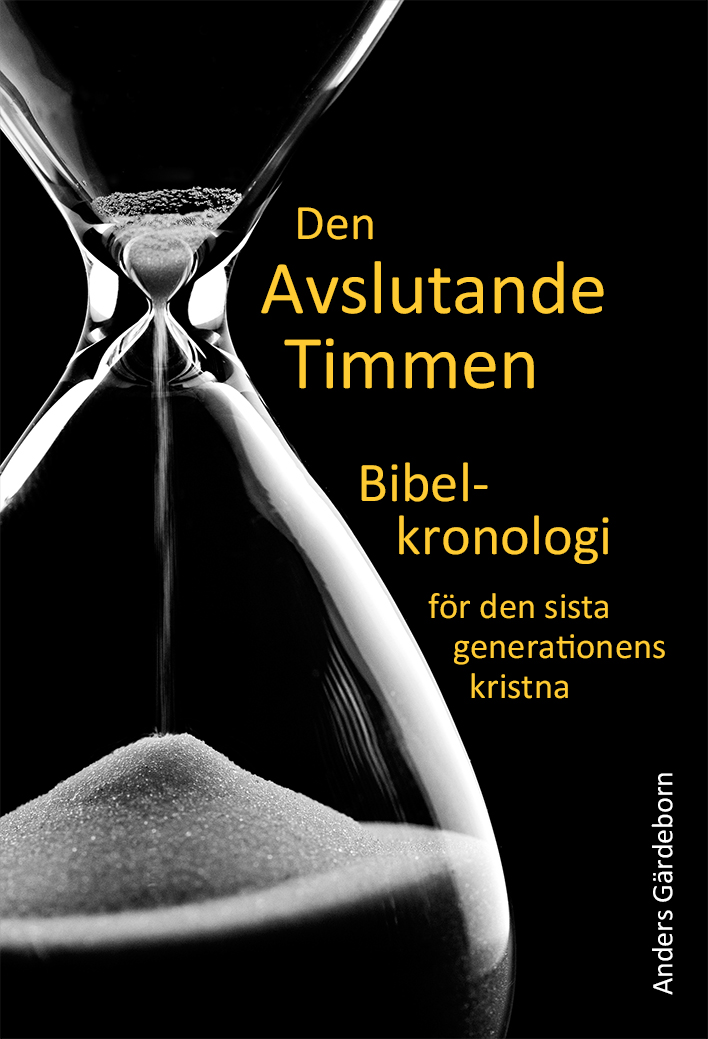 Den
Avslutande
Timmen
Bibel-
kronologi
för den sista
generationens
kristna
Anders Gärdeborn